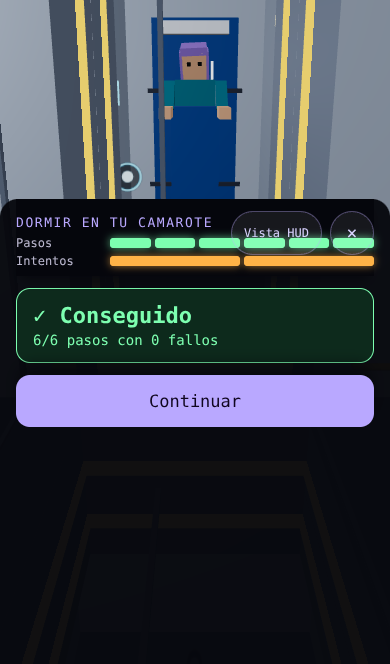 DORMIR EN TU CAMAROTE
Vista HUD
✕
Pasos
Intentos
✓ Conseguido
6/6 pasos con 0 fallos
Continuar